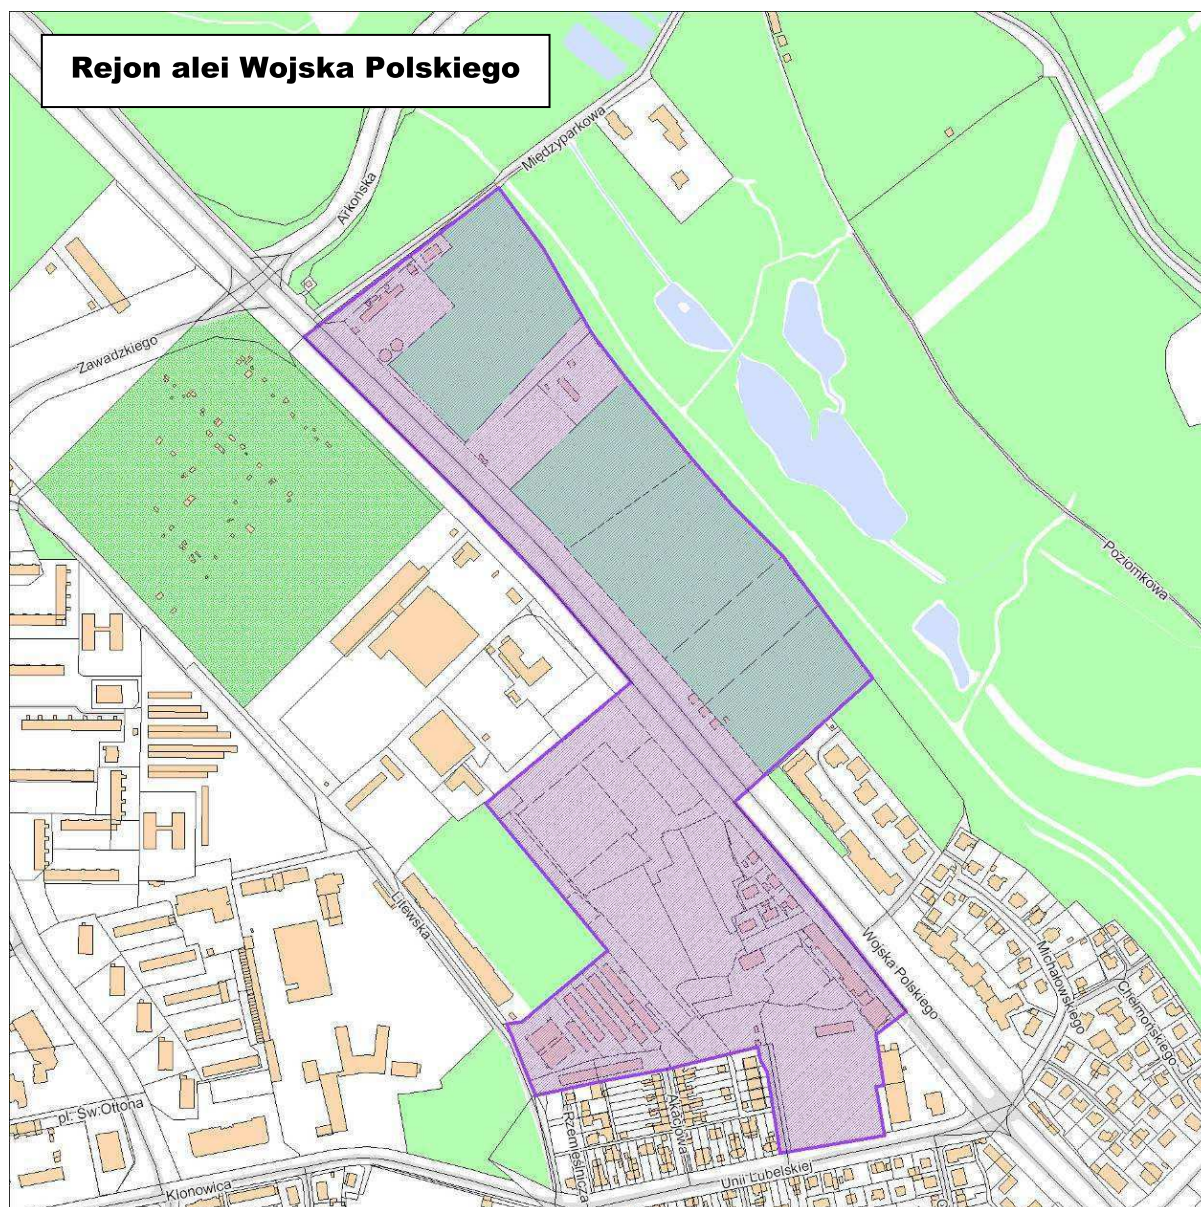 Rejon alei Wojska Polskiego
Międzyparkowa
Arkońska
Zawadzkiego
Poziomkowa
Litewska
Wojska Polskiego
Michałowskiego
Chełmońskiego
pl. Św.Ottona
Rzemieślnicza
Akacjowa
Unii Lubelskiej
Klonowica